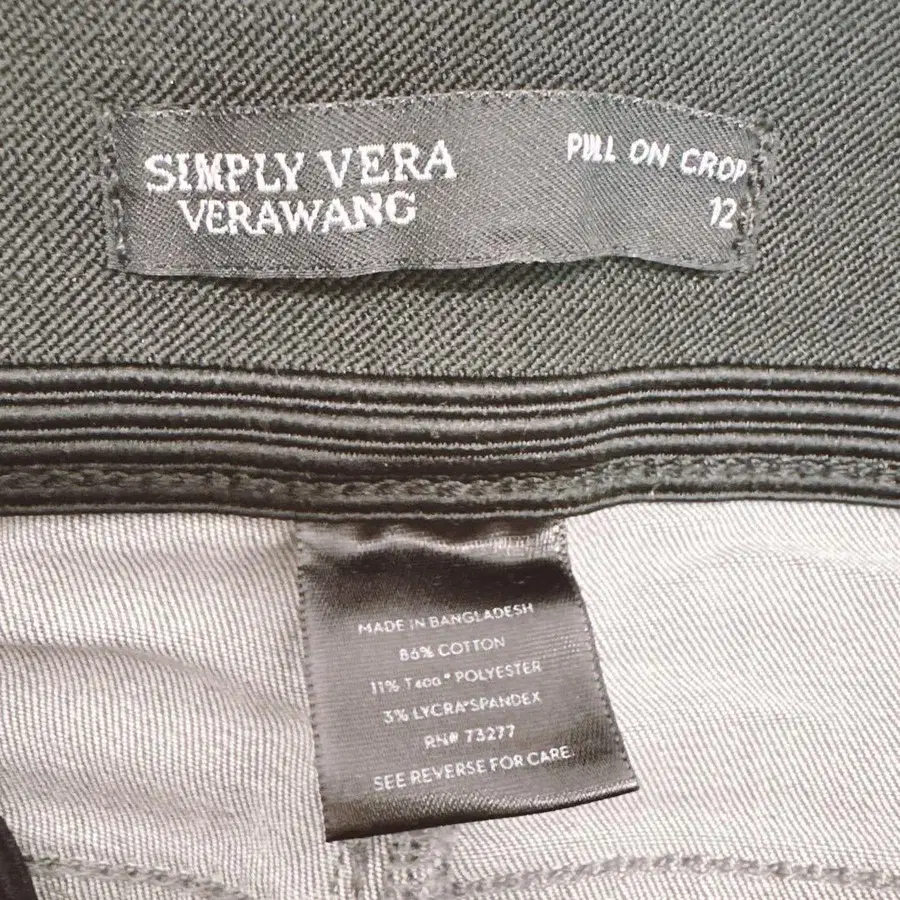 SIMPLY VERA
VERAWANG
PULL ON CROP
12
MADE IN BANGLADESH
86% COTTON
11% T400® POLYESTER
3% LYCRA® SPANDEX
RN# 73277
SEE REVERSE FOR CARE.